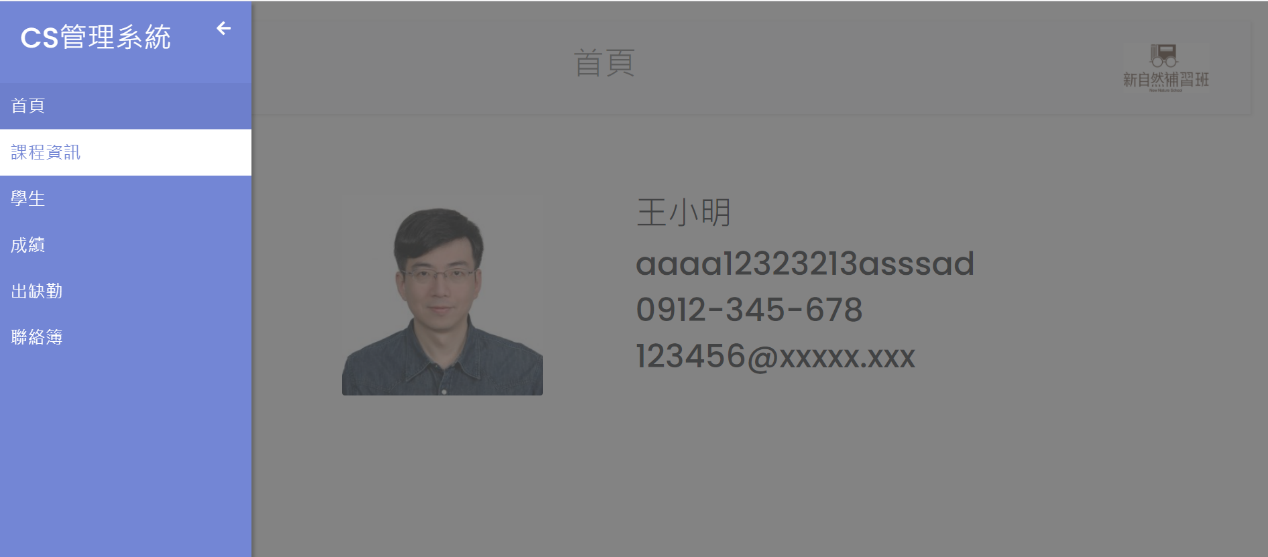 CS管理系統
首頁
課程資訊
學生
成績
出缺勤
聯絡簿
首頁
新自然補習班
王小明
aaaa12323213asssad
0912-345-678
123456@xxxxx.xxx